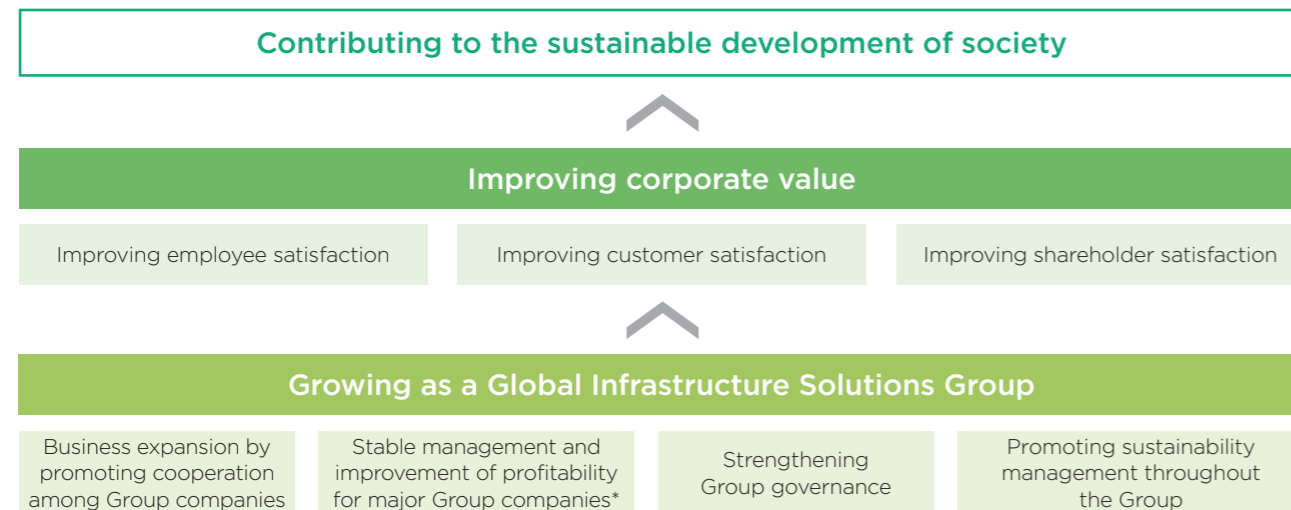 Contributing to the sustainable development of society
Improving corporate value
Improving employee satisfaction
Improving customer satisfaction
Improving shareholder satisfaction
Growing as a Global Infrastructure Solutions Group
Business expansion by
promoting cooperation
among Group companies
Stable management and
improvement of profitability
for major Group companies*
Strengthening
Group governance
Promoting sustainability
management throughout
the Group